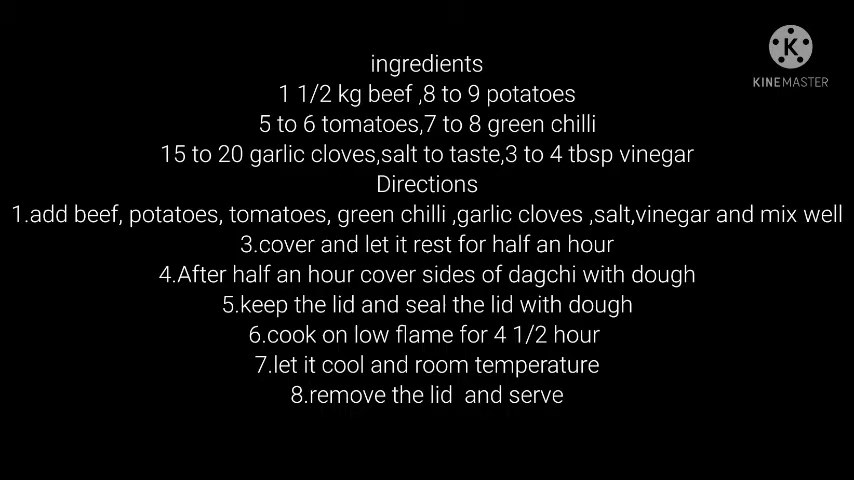 ingredients
1 1/2 kg beef ,8 to 9 potatoes
5 to 6 tomatoes,7 to 8 green chilli
15 to 20 garlic cloves,salt to taste,3 to 4 tbsp vinegar
Directions
1.add beef, potatoes, tomatoes, green chilli ,garlic cloves ,salt,vinegar and mix well
3.cover and let it rest for half an hour
4.After half an hour cover sides of dagchi with dough
5.keep the lid and seal the lid with dough
6.cook on low flame for 4 1/2 hour
7.let it cool and room temperature
8.remove the lid  and serve
K
KINEMASTER